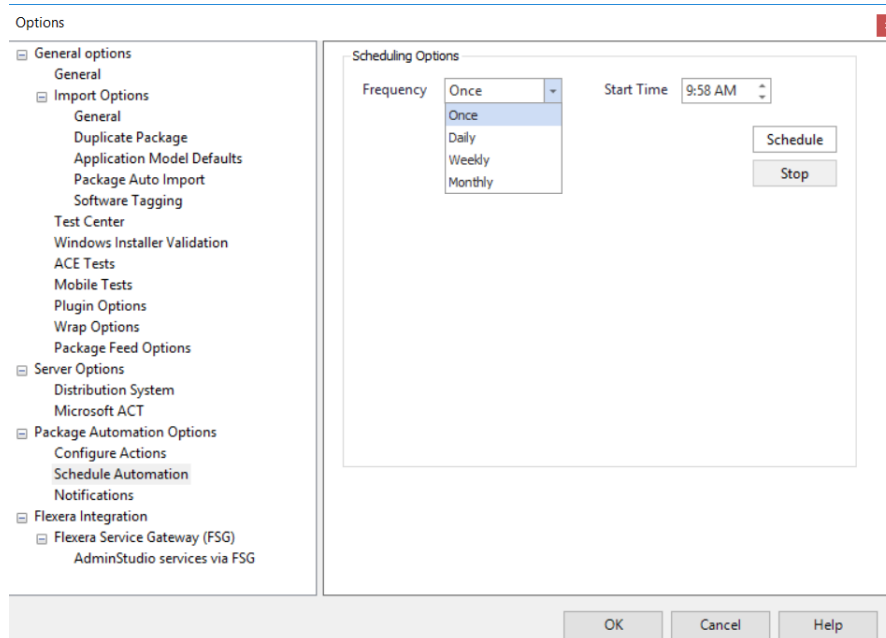 Options
General options
General
Import Options
General
Duplicate Package
Application Model Defaults
Package Auto Import
Software Tagging
Test Center
Windows Installer Validation
ACE Tests
Mobile Tests
Plugin Options
Wrap Options
Package Feed Options
Server Options
Distribution System
Microsoft ACT
Package Automation Options
Configure Actions
Schedule Automation
Notifications
Flexera Integration
Flexera Service Gateway (FSG)
AdminStudio services via FSG
Scheduling Options
Frequency Once Start Time 9:58 AM
Once
Daily
Weekly
Monthly
Schedule
Stop
OK Cancel Help